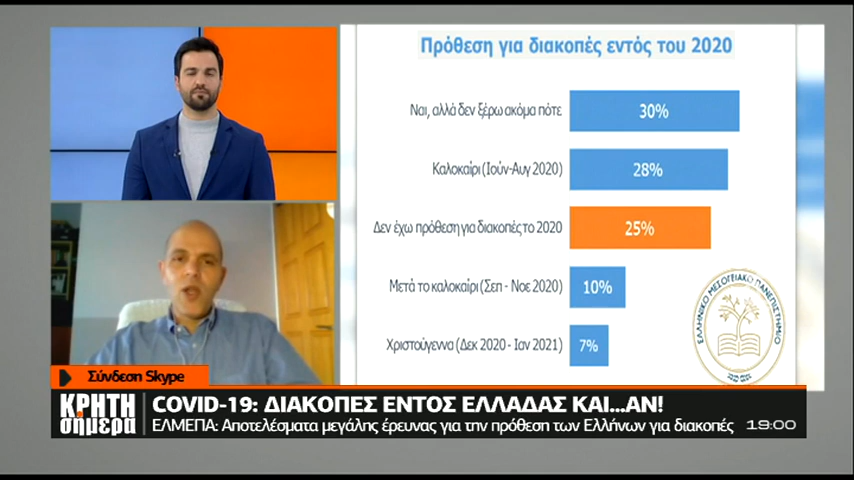 Πρόθεση για διακοπές εντός του 2020
Ναι, αλλά δεν ξέρω ακόμα πότε 30%
Καλοκαίρι (Ιούν-Αυγ 2020) 28%
Δεν έχω πρόθεση για διακοπές το 2020 25%
Μετά το καλοκαίρι (Σεπ - Νοε 2020) 10%
Χριστούγεννα (Δεκ 2020 - Ιαν 2021) 7%
ΕΛΛΗΝΙΚΟ ΜΕΣΟΓΕΙΑΚΟ ΠΑΝΕΠΙΣΤΗΜΙΟ
Σύνδεση Skype
ΚΡΗΤΗ
σήμερα
COVID-19: ΔΙΑΚΟΠΕΣ ΕΝΤΟΣ ΕΛΛΑΔΑΣ ΚΑΙ...ΑΝ!
ΕΛΜΕΠΑ: Αποτελέσματα μεγάλης έρευνας για την πρόθεση των Ελλήνων για διακοπές
19:00